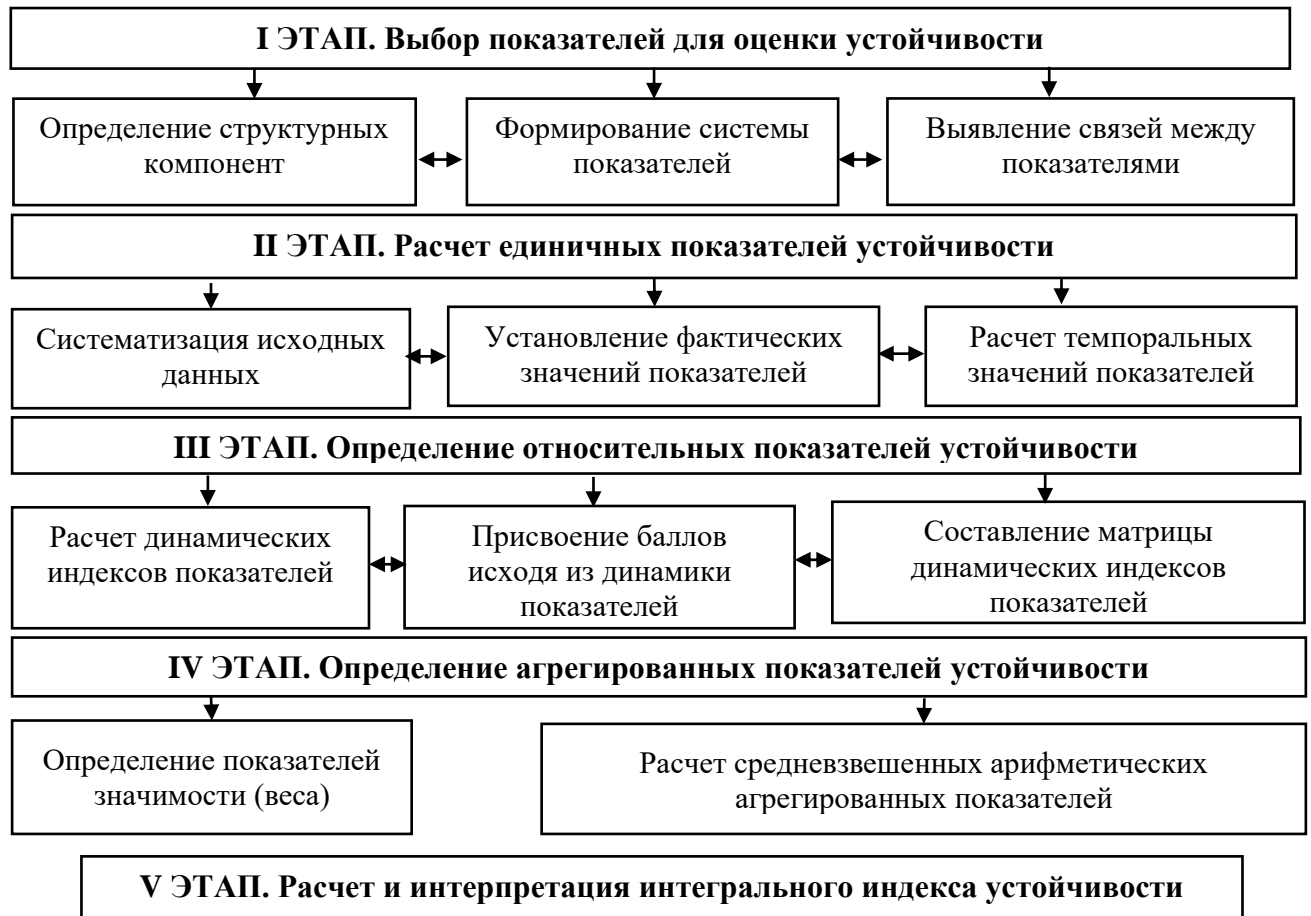 I ЭТАП. Выбор показателей для оценки устойчивости
Определение структурных
компонент
Формирование системы
показателей
Выявление связей между
показателями
II ЭТАП. Расчет единичных показателей устойчивости
Систематизация исходных
данных
Установление фактических
значений показателей
Расчет темпоральных
значений показателей
III ЭТАП. Определение относительных показателей устойчивости
Расчет динамических
индексов показателей
Присвоение баллов
исходя из динамики
показателей
Составление матрицы
динамических индексов
показателей
IV ЭТАП. Определение агрегированных показателей устойчивости
Определение показателей
значимости (веса)
Расчет средневзвешенных арифметических
агрегированных показателей
V ЭТАП. Расчет и интерпретация интегрального индекса устойчивости